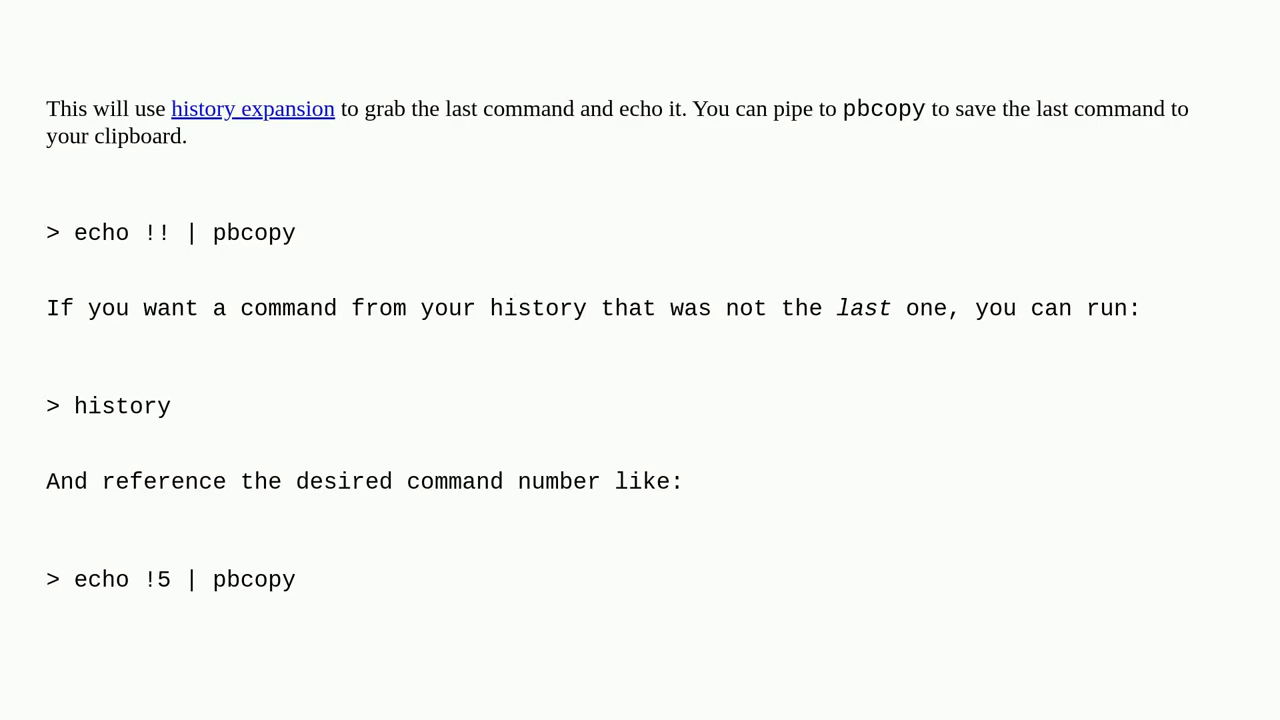 This will use history expansion to grab the last command and echo it. You can pipe to pbcopy to save the last command to
your clipboard.
> echo !! | pbcopy
If you want a command from your history that was not the last one, you can run:
> history
And reference the desired command number like:
> echo !5 | pbcopy